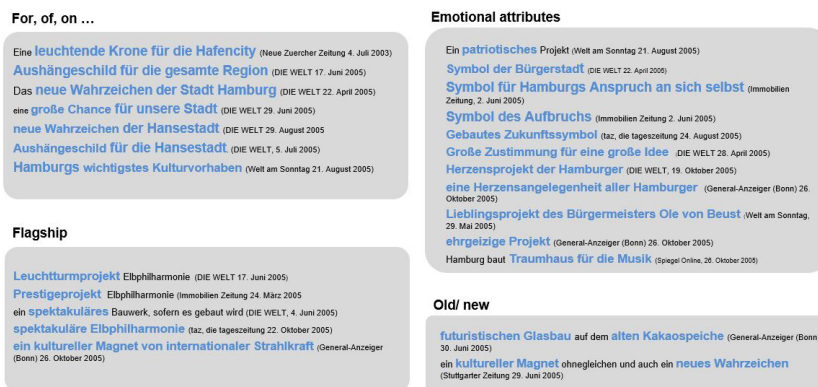 For, of, on …
Eine leuchtende Krone für die Hafencity (Neue Zuercher Zeitung 4. Juli 2003)
Aushängeschild für die gesamte Region (DIE WELT 17. Juni 2005)
Das neue Wahrzeichen der Stadt Hamburg (DIE WELT 22. April 2005)
eine große Chance für unsere Stadt (DIE WELT 29. Juni 2005)
neue Wahrzeichen der Hansestadt (DIE WELT 29. August 2005
Aushängeschild für die Hansestadt (DIE WELT, 5. Juli 2005)
Hamburgs wichtigstes Kulturvorhaben (Welt am Sonntag 21. August 2005)
Flagship
Leuchtturmprojekt Elbphilharmonie (DIE WELT 17. Juni 2005)
Prestigeprojekt Elbphilharmonie (Immobilien Zeitung 24. März 2005
ein spektakuläres Bauwerk, sofern es gebaut wird (DIE WELT, 4. Juni 2005)
spektakuläre Elbphilharmonie (taz, die tageszeitung 22. Oktober 2005)
ein kultureller Magnet von internationaler Strahlkraft (General-Anzeiger
(Bonn) 26. Oktober 2005)
Emotional attributes
Ein patriotisches Projekt (Welt am Sonntag 21. August 2005)
Symbol der Bürgerstadt (DIE WELT 22. April 2005)
Symbol für Hamburgs Anspruch an sich selbst (Immobilien
Zeitung, 2. Juni 2005)
Symbol des Aufbruchs (Immobilien Zeitung 2. Juni 2005)
Gebautes Zukunftssymbol (taz, die tageszeitung 24. August 2005)
Große Zustimmung für eine große Idee (DIE WELT 28. April 2005)
Herzensprojekt der Hamburger (DIE WELT, 19. Oktober 2005)
eine Herzensangelegenheit aller Hamburger (General-Anzeiger (Bonn) 26.
Oktober 2005)
Lieblingsprojekt des Bürgermeisters Ole von Beust (Welt am Sonntag,
29. Mai 2005)
ehrgeizige Projekt (General-Anzeiger (Bonn) 26. Oktober 2005)
Hamburg baut Traumhaus für die Musik (Spiegel Online, 26. Oktober 2005)
Old/ new
futuristischen Glasbau auf dem alten Kakaospeiche (General-Anzeiger (Bonn
30. Juni 2005)
ein kultureller Magnet ohnegleichen und auch ein neues Wahrzeichen
(Stuttgarter Zeitung 29. Juni 2005)